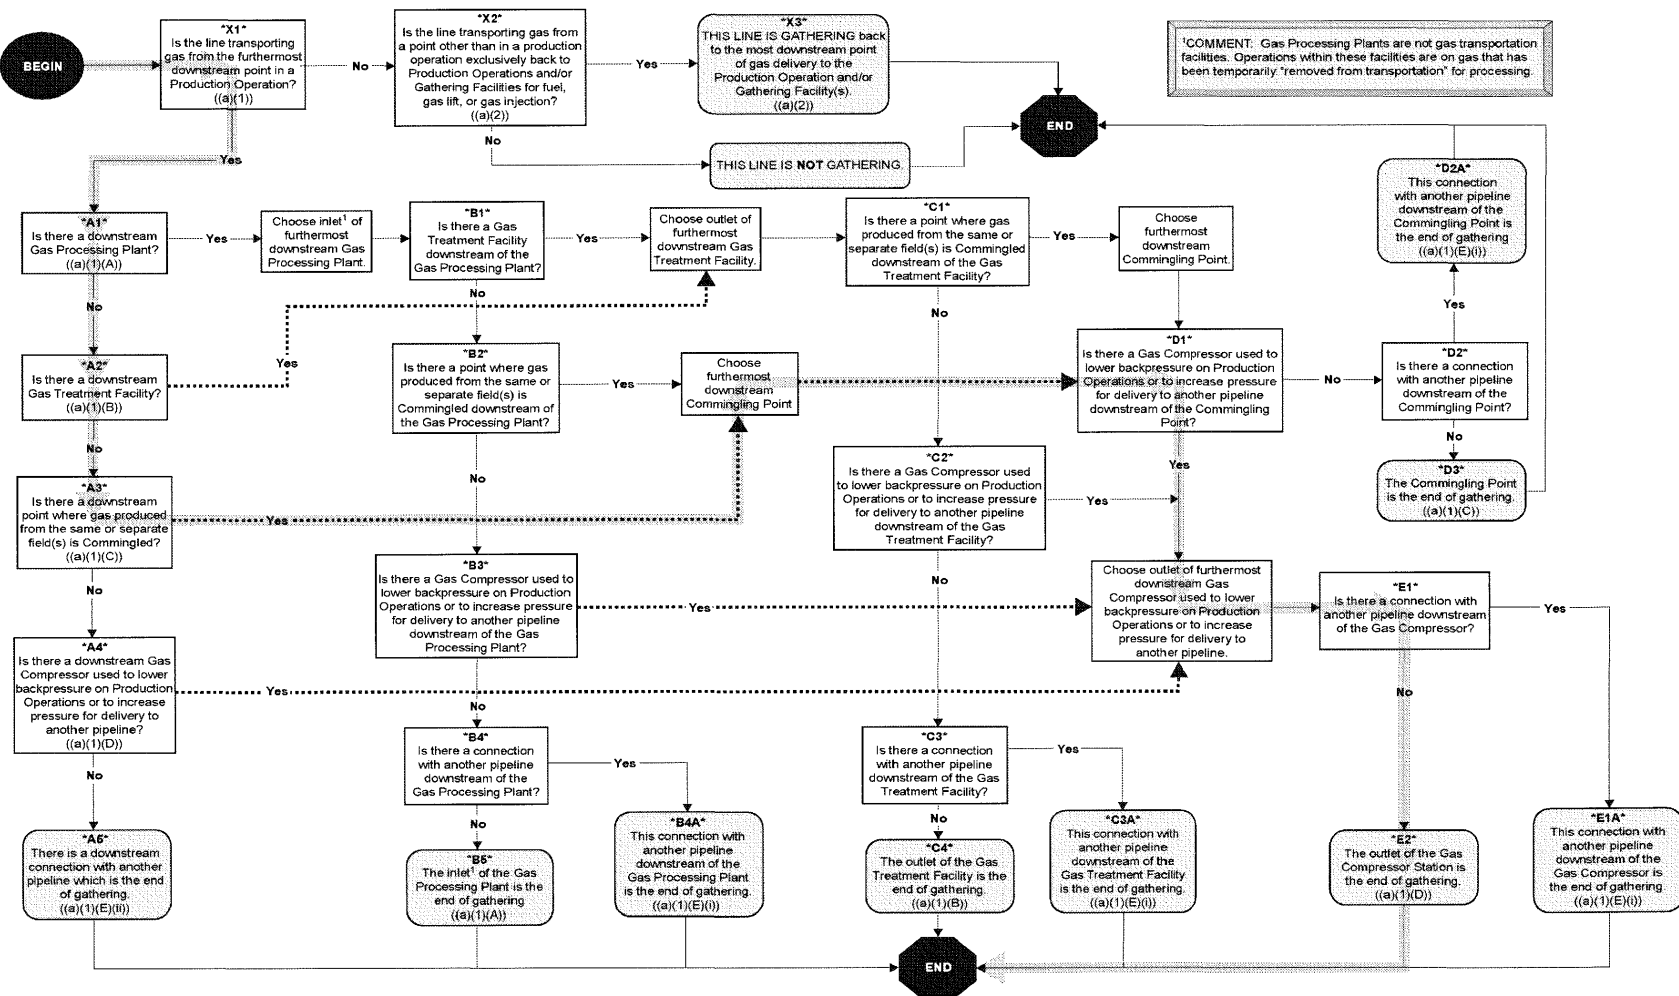 BEGIN
*X1*
Is the line transporting
gas from the furthermost
downstream point in a
Production Operation?
((a)(1))
No
*X2*
Is the line transporting gas from
a point other than in a production
operation exclusively back to
Production Operations and/or
Gathering Facilities for fuel,
gas lift, or gas injection?
((a)(2))
Yes
*X3*
THIS LINE IS GATHERING back
to the most downstream point
of gas delivery to the
Production Operation and/or
Gathering Facility(s).
((a)(2))
¹COMMENT: Gas Processing Plants are not gas transportation
facilities. Operations within these facilities are on gas that has
been temporarily "removed from transportation" for processing.
END
No
THIS LINE IS NOT GATHERING.
Yes
*A1*
Is there a downstream
Gas Processing Plant?
((a)(1)(A))
Yes
Choose inlet¹ of
furthermost
downstream Gas
Processing Plant.
*B1*
Is there a Gas
Treatment Facility
downstream of the
Gas Processing Plant?
Yes
Choose outlet of
furthermost
downstream Gas
Treatment Facility.
*C1*
Is there a point where gas
produced from the same or
separate field(s) is Commingled
downstream of the Gas
Treatment Facility?
Yes
Choose
furthermost
downstream
Commingling Point.
*D2A*
This connection
with another pipeline
downstream of the
Commingling Point is
the end of gathering
((a)(1)(E)(i))
No
No
No
Yes
*A2*
Is there a downstream
Gas Treatment Facility?
((a)(1)(B))
Yes
*B2*
Is there a point where gas
produced from the same or
separate field(s) is
Commingled downstream of
the Gas Processing Plant?
Yes
Choose
furthermost
downstream
Commingling Point
*D1*
Is there a Gas Compressor used to
lower backpressure on Production
Operations or to increase pressure
for delivery to another pipeline
downstream of the Commingling
Point?
No
*D2*
Is there a connection
with another pipeline
downstream of the
Commingling Point?
No
No
Yes
No
*A3*
Is there a downstream
point where gas produced
from the same or separate
field(s) is Commingled?
((a)(1)(C))
Yes
*C2*
Is there a Gas Compressor used
to lower backpressure on Production
Operations or to increase pressure
for delivery to another pipeline
downstream of the Gas
Treatment Facility?
Yes
*D3*
The Commingling Point
is the end of gathering.
((a)(1)(C))
No
*B3*
Is there a Gas Compressor used to
lower backpressure on Production
Operations or to increase pressure
for delivery to another pipeline
downstream of the Gas
Processing Plant?
Yes
No
Choose outlet of furthermost
downstream Gas
Compressor used to lower
backpressure on Production
Operations or to increase
pressure for delivery to
another pipeline.
*E1*
Is there a connection with
another pipeline downstream
of the Gas Compressor?
Yes
*A4*
Is there a downstream Gas
Compressor used to lower
backpressure on Production
Operations or to increase
pressure for delivery to
another pipeline?
((a)(1)(D))
Yes
No
No
No
*B4*
Is there a connection
with another pipeline
downstream of the
Gas Processing Plant?
Yes
*C3*
Is there a connection
with another pipeline
downstream of the Gas
Treatment Facility?
Yes
No
No
*A5*
There is a downstream
connection with another
pipeline which is the end
of gathering.
((a)(1)(E)(ii))
*B5*
The inlet¹ of the Gas
Processing Plant is the
end of gathering
((a)(1)(A))
*B4A*
This connection with
another pipeline
downstream of the
Gas Processing Plant
is the end of gathering.
((a)(1)(E)(i))
*C4*
The outlet of the Gas
Treatment Facility is the
end of gathering.
((a)(1)(B))
*C3A*
This connection with
another pipeline
downstream of the
Gas Treatment Facility
is the end of gathering.
((a)(1)(E)(i))
*E2*
The outlet of the Gas
Compressor Station is
the end of gathering.
((a)(1)(D))
*E1A*
This connection with
another pipeline
downstream of the
Gas Compressor is
the end of gathering.
((a)(1)(E)(i))
END